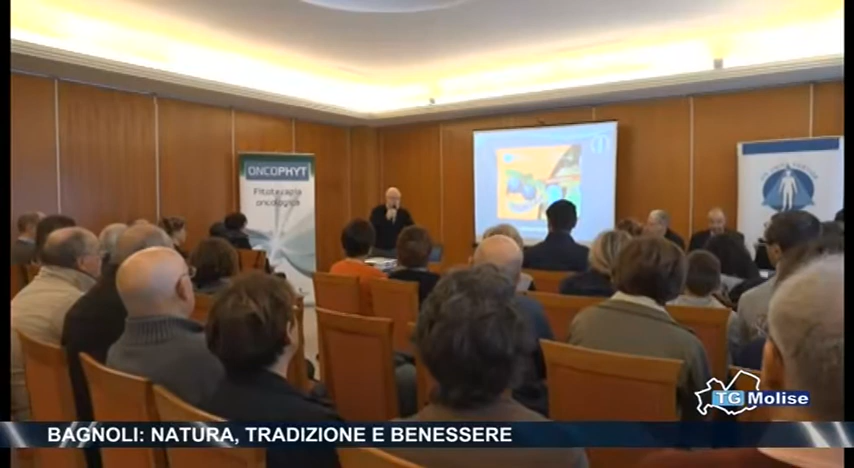 ONCOPHYT
Fitoterapia
oncologica
TG Molise
BAGNOLI: NATURA, TRADIZIONE E BENESSERE